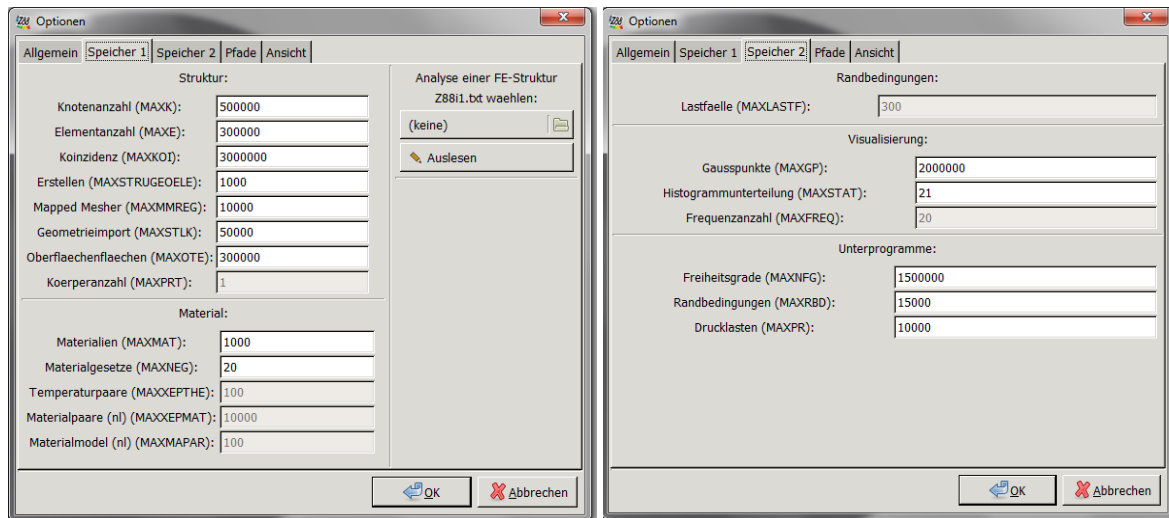 Optionen
Allgemein Speicher 1 Speicher 2 Pfade Ansicht
Struktur:
Knotenanzahl (MAXK): 500000
Elementanzahl (MAXE): 300000
Koinzidenz (MAXKOI): 3000000
Erstellen (MAXSTRUGEOELE): 1000
Mapped Mesher (MAXMMREG): 10000
Geometrieimport (MAXSTLK): 50000
Oberflaechenflaechen (MAXOTE): 300000
Koerperanzahl (MAXPRT): 1
Material:
Materialien (MAXMAT): 1000
Materialgesetze (MAXNEG): 20
Temperaturpaare (MAXXEPTHE): 100
Materialpaare (nl) (MAXXEPMAT): 10000
Materialmodel (nl) (MAXMAPAR): 100
Analyse einer FE-Struktur
Z88i1.txt waehlen:
(keine)
Auslesen
OK Abbrechen
Optionen
Allgemein Speicher 1 Speicher 2 Pfade Ansicht
Randbedingungen:
Lastfaelle (MAXLASTF): 300
Visualisierung:
Gausspunkte (MAXGP): 2000000
Histogrammunterteilung (MAXSTAT): 21
Frequenzanzahl (MAXFREQ): 20
Unterprogramme:
Freiheitsgrade (MAXNFG): 1500000
Randbedingungen (MAXRBD): 15000
Drucklasten (MAXPR): 10000
OK Abbrechen